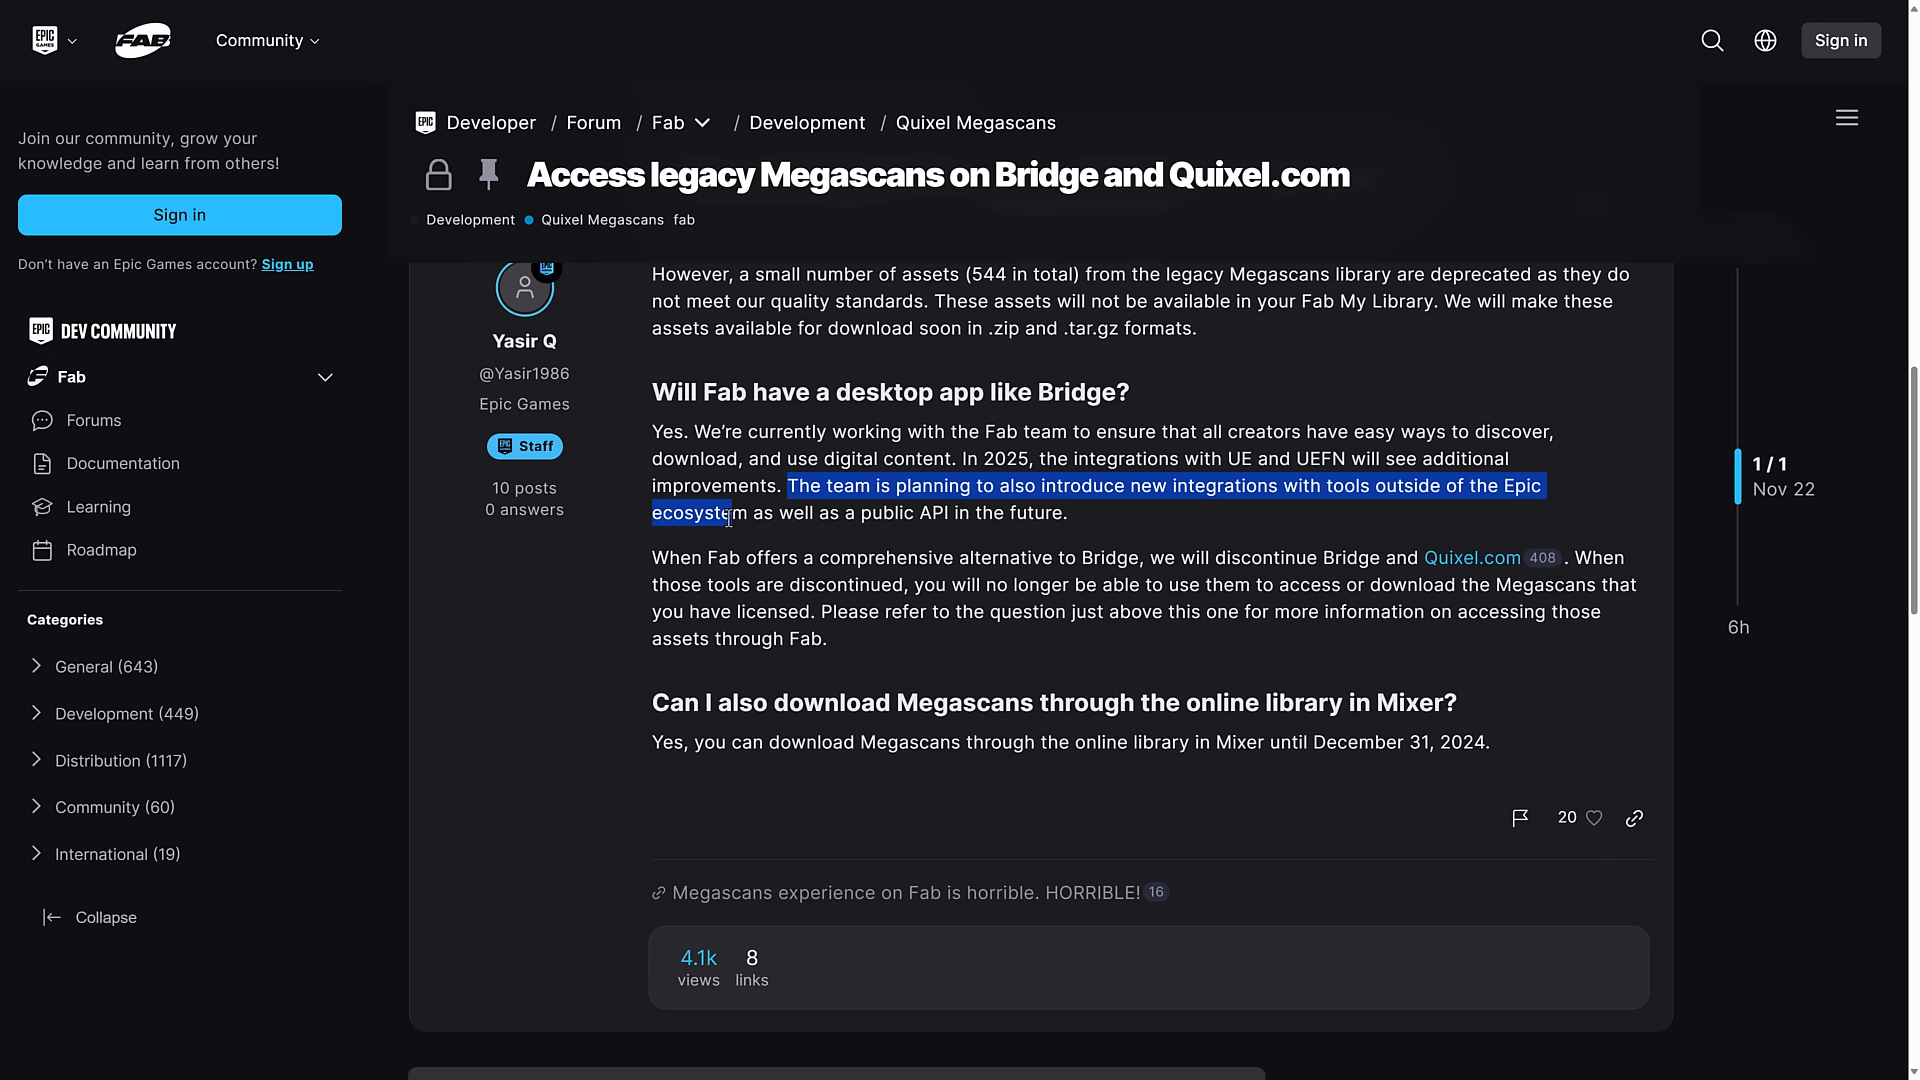 EPIC GAMES
FAB
Community
Sign in
Join our community, grow your
knowledge and learn from others!
Sign in
Don't have an Epic Games account? Sign up
EPIC DEV COMMUNITY
Fab
Forums
Documentation
Learning
Roadmap
Categories
General (643)
Development (449)
Distribution (1117)
Community (60)
International (19)
Collapse
EPIC Developer / Forum / Fab / Development / Quixel Megascans
Access legacy Megascans on Bridge and Quixel.com
Development Quixel Megascans fab
Yasir Q
@Yasir1986
Epic Games
Staff
10 posts
0 answers
However, a small number of assets (544 in total) from the legacy Megascans library are deprecated as they do
not meet our quality standards. These assets will not be available in your Fab My Library. We will make these
assets available for download soon in .zip and .tar.gz formats.
Will Fab have a desktop app like Bridge?
Yes. We're currently working with the Fab team to ensure that all creators have easy ways to discover,
download, and use digital content. In 2025, the integrations with UE and UEFN will see additional
improvements. The team is planning to also introduce new integrations with tools outside of the Epic
ecosystem as well as a public API in the future.
When Fab offers a comprehensive alternative to Bridge, we will discontinue Bridge and Quixel.com 408 . When
those tools are discontinued, you will no longer be able to use them to access or download the Megascans that
you have licensed. Please refer to the question just above this one for more information on accessing those
assets through Fab.
Can I also download Megascans through the online library in Mixer?
Yes, you can download Megascans through the online library in Mixer until December 31, 2024.
20
Megascans experience on Fab is horrible. HORRIBLE! 16
4.1k 8
views links
1 / 1
Nov 22
6h